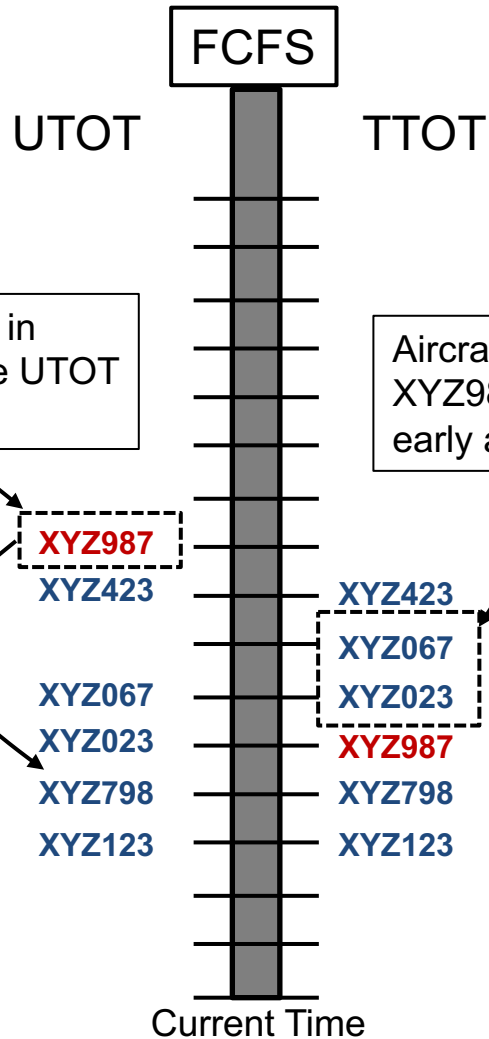 FCFS
UTOT
TTOT
in
UTOT
Aircra
XYZ98
early a
XYZ987
XYZ423
XYZ067
XYZ023
XYZ798
XYZ123
XYZ423
XYZ067
XYZ023
XYZ987
XYZ798
XYZ123
Current Time